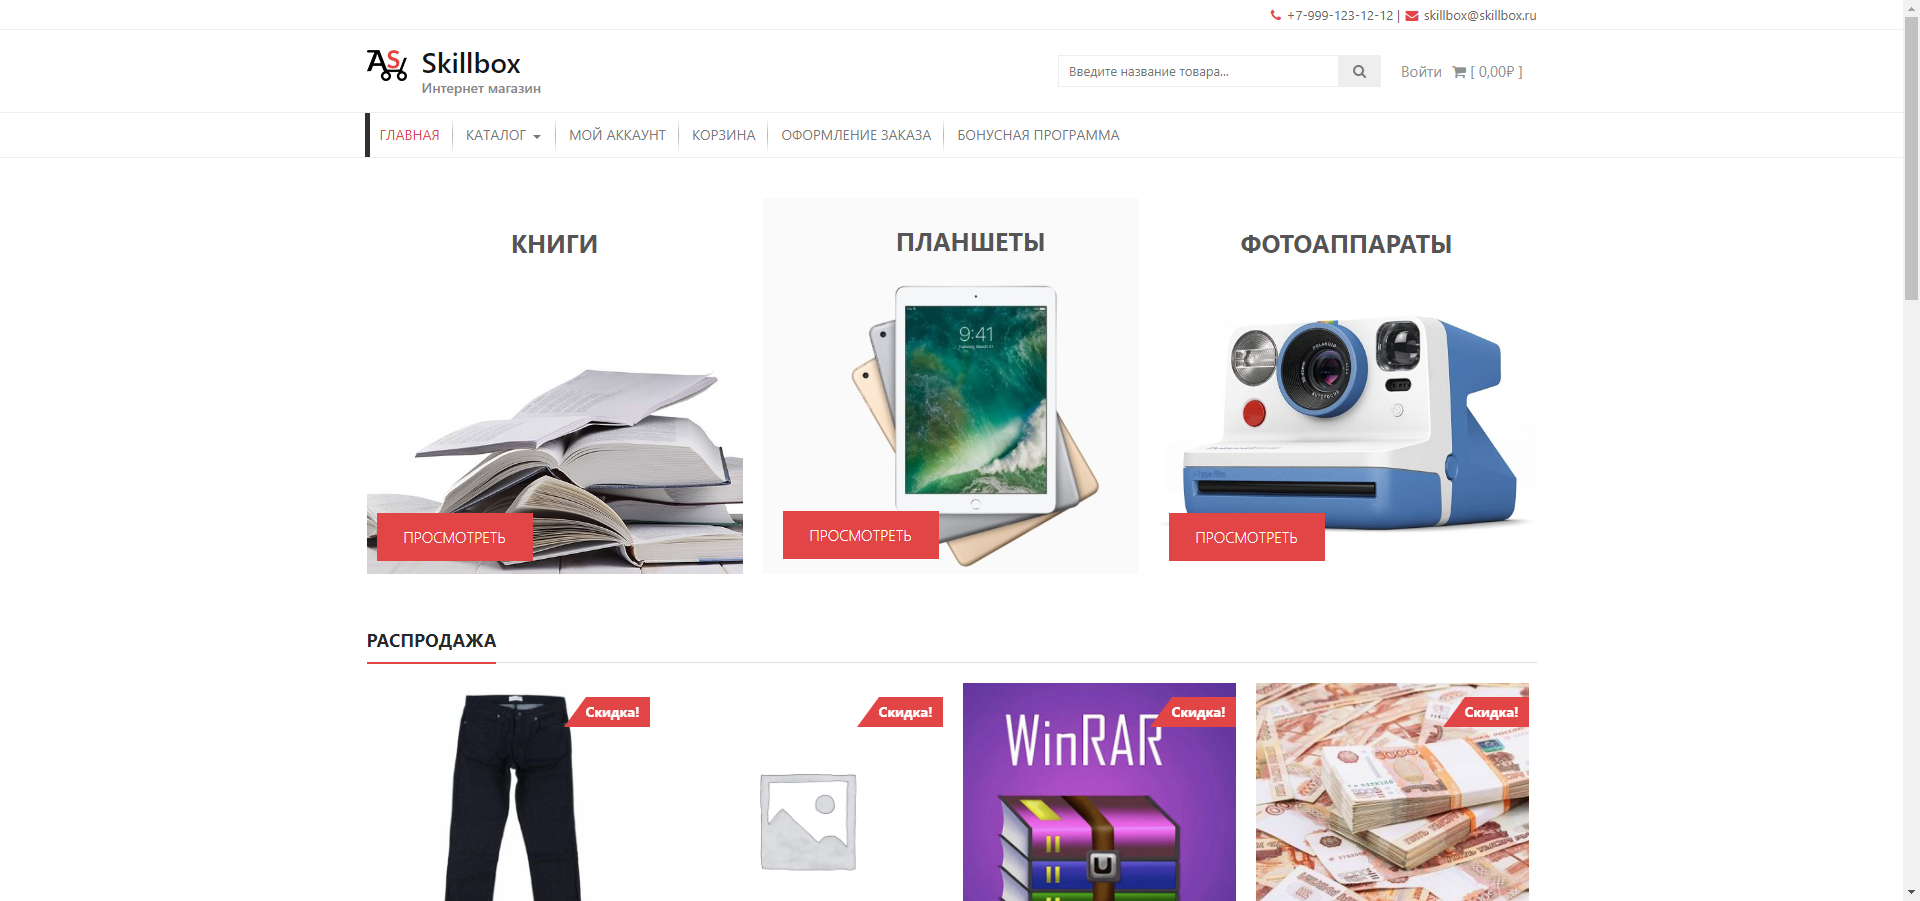 +7-999-123-12-12 | skillbox@skillbox.ru
AS
Skillbox
Интернет магазин
Введите название товара...
Войти [ 0,00₽ ]
ГЛАВНАЯ КАТАЛОГ МОЙ АККАУНТ КОРЗИНА ОФОРМЛЕНИЕ ЗАКАЗА БОНУСНАЯ ПРОГРАММА
КНИГИ
ПЛАНШЕТЫ
ФОТОАППАРАТЫ
9:41
ПРОСМОТРЕТЬ
ПРОСМОТРЕТЬ
ПРОСМОТРЕТЬ
РАСПРОДАЖА
Скидка!
Скидка!
Скидка!
Скидка!
WinRAR